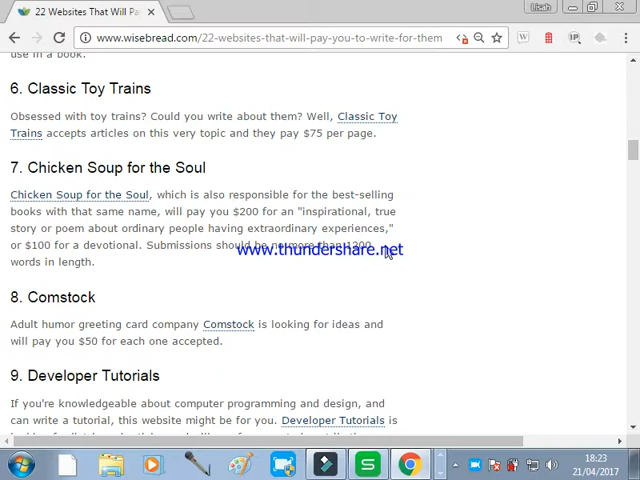 22 Websites That Will Pa
Lisah
www.wisebread.com/22-websites-that-will-pay-you-to-write-for-them
use in a book.
6. Classic Toy Trains
Obsessed with toy trains? Could you write about them? Well, Classic Toy
Trains accepts articles on this very topic and they pay $75 per page.
7. Chicken Soup for the Soul
Chicken Soup for the Soul, which is also responsible for the best-selling
books with that same name, will pay you $200 for an "inspirational, true
story or poem about ordinary people having extraordinary experiences,"
or $100 for a devotional. Submissions should be no more than 1200
www.thundershare.net
words in length.
8. Comstock
Adult humor greeting card company Comstock is looking for ideas and
will pay you $50 for each one accepted.
9. Developer Tutorials
If you're knowledgeable about computer programming and design, and
can write a tutorial, this website might be for you. Developer Tutorials is
18:23
21/04/2017